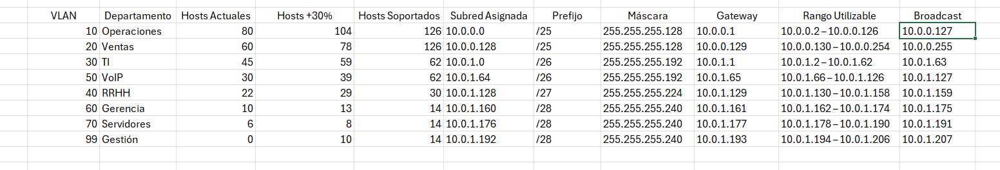 VLAN Departamento Hosts Actuales Hosts +30% Hosts Soportados Subred Asignada Prefijo Máscara Gateway Rango Utilizable Broadcast
10 Operaciones 80 104 126 10.0.0.0 /25 255.255.255.128 10.0.0.1 10.0.0.2 – 10.0.0.126 10.0.0.127
20 Ventas 60 78 126 10.0.0.128 /25 255.255.255.128 10.0.0.129 10.0.0.130 – 10.0.0.254 10.0.0.255
30 TI 45 59 62 10.0.1.0 /26 255.255.255.192 10.0.1.1 10.0.1.2 – 10.0.1.62 10.0.1.63
50 VoIP 30 39 62 10.0.1.64 /26 255.255.255.192 10.0.1.65 10.0.1.66 – 10.0.1.126 10.0.1.127
40 RRHH 22 29 30 10.0.1.128 /27 255.255.255.224 10.0.1.129 10.0.1.130 – 10.0.1.158 10.0.1.159
60 Gerencia 10 13 14 10.0.1.160 /28 255.255.255.240 10.0.1.161 10.0.1.162 – 10.0.1.174 10.0.1.175
70 Servidores 6 8 14 10.0.1.176 /28 255.255.255.240 10.0.1.177 10.0.1.178 – 10.0.1.190 10.0.1.191
99 Gestión 0 10 14 10.0.1.192 /28 255.255.255.240 10.0.1.193 10.0.1.194 – 10.0.1.206 10.0.1.207